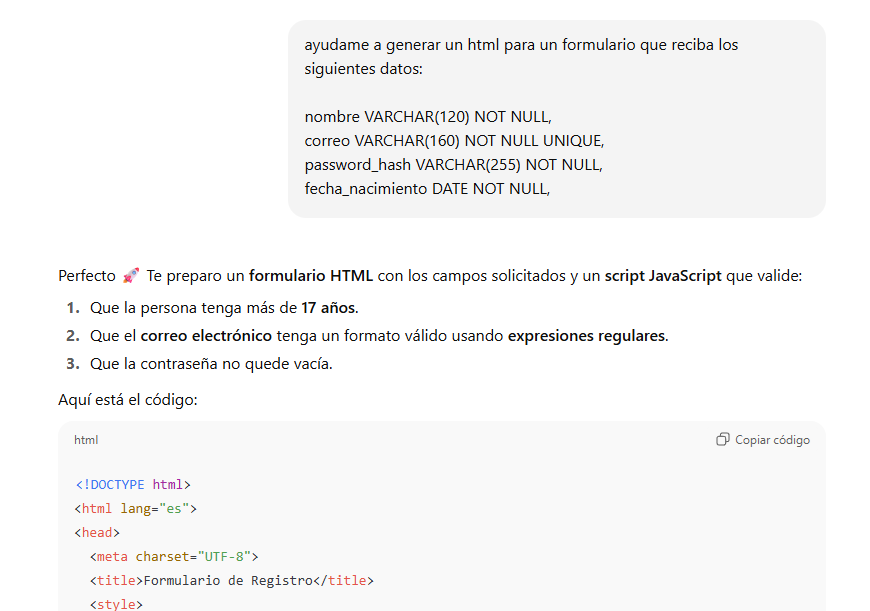 ayudame a generar un html para un formulario que reciba los
siguientes datos:
nombre VARCHAR(120) NOT NULL,
correo VARCHAR(160) NOT NULL UNIQUE,
password_hash VARCHAR(255) NOT NULL,
fecha_nacimiento DATE NOT NULL,
Perfecto 🚀 Te preparo un formulario HTML con los campos solicitados y un script JavaScript que valide:
1. Que la persona tenga más de 17 años.
2. Que el correo electrónico tenga un formato válido usando expresiones regulares.
3. Que la contraseña no quede vacía.
Aquí está el código:
html Copiar código
<!DOCTYPE html>
<html lang="es">
<head>
<meta charset="UTF-8">
<title>Formulario de Registro</title>
<style>